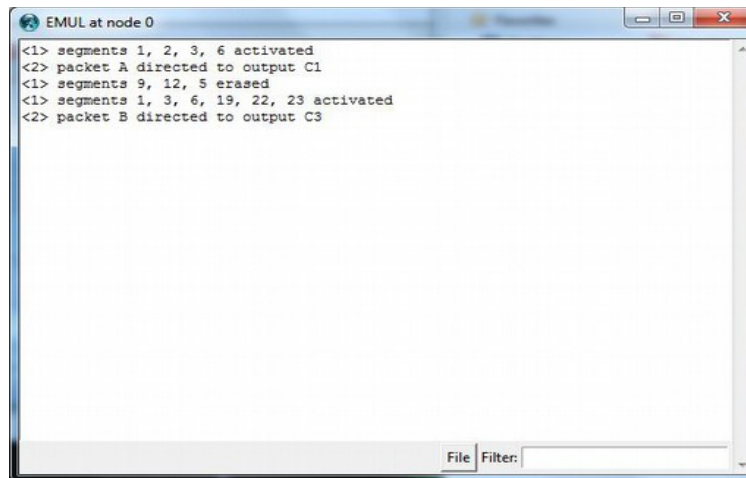 EMUL at node 0
<1> segments 1, 2, 3, 6 activated
<2> packet A directed to output C1
<1> segments 9, 12, 5 erased
<1> segments 1, 3, 6, 19, 22, 23 activated
<2> packet B directed to output C3
File Filter: